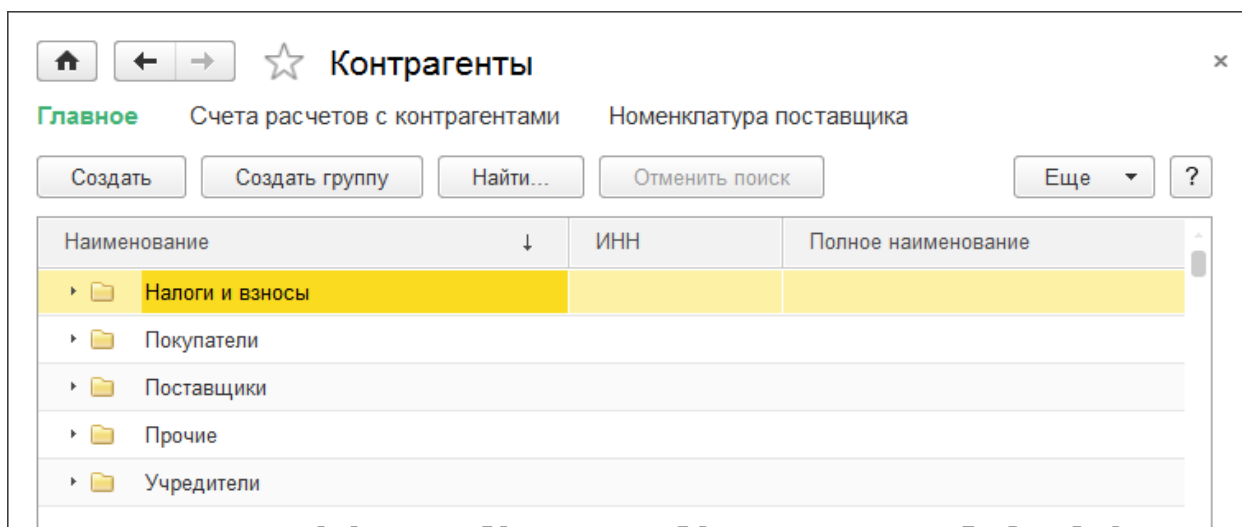 Контрагенты
Главное Счета расчетов с контрагентами Номенклатура поставщика
Создать Создать группу Найти... Отменить поиск Еще ?
Наименование ИНН Полное наименование
Налоги и взносы
Покупатели
Поставщики
Прочие
Учредители